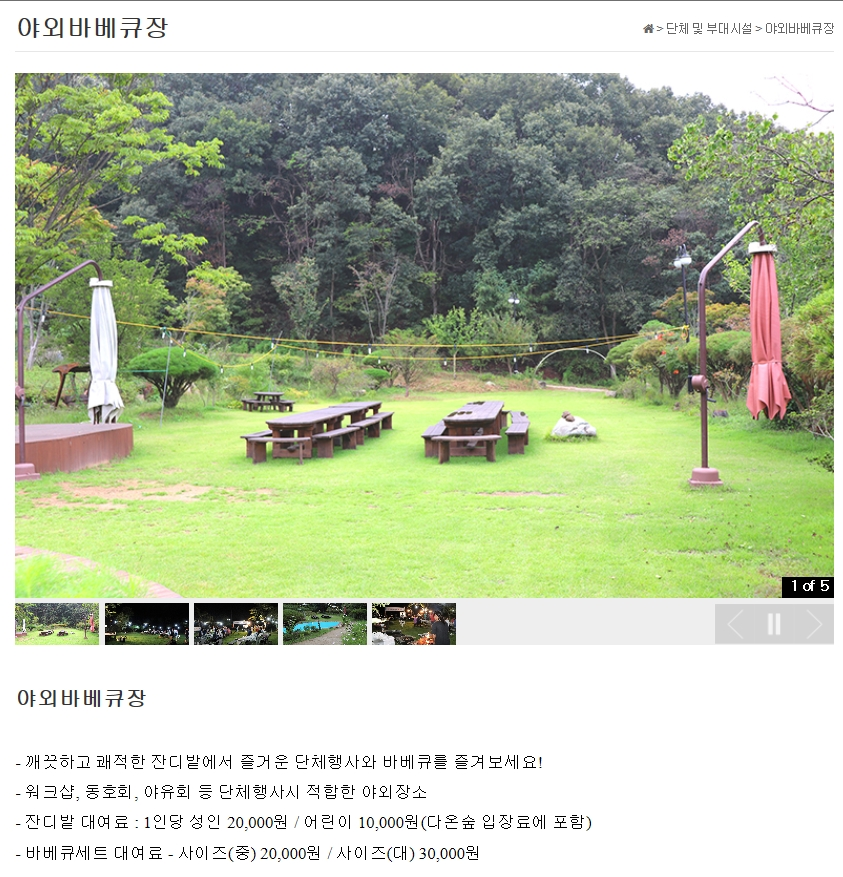 야외바베큐장
> 단체 및 부대시설 > 야외바베큐장
1 of 5
야외바베큐장
- 깨끗하고 쾌적한 잔디밭에서 즐거운 단체행사와 바베큐를 즐겨보세요!
- 워크샵, 동호회, 야유회 등 단체행사시 적합한 야외장소
- 잔디밭 대여료 : 1인당 성인 20,000원 / 어린이 10,000원(다온숲 입장료에 포함)
- 바베큐세트 대여료 - 사이즈(중) 20,000원 / 사이즈(대) 30,000원